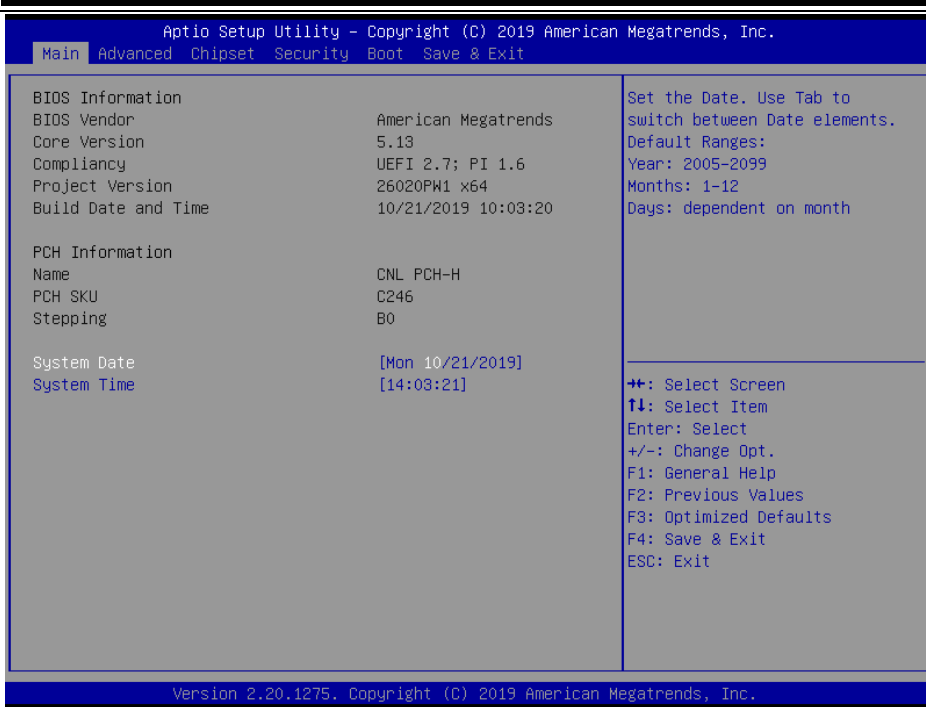 Aptio Setup Utility – Copyright (C) 2019 American Megatrends, Inc.
Main Advanced Chipset Security Boot Save & Exit
BIOS Information
BIOS Vendor American Megatrends
Core Version 5.13
Compliancy UEFI 2.7; PI 1.6
Project Version 26020PW1 x64
Build Date and Time 10/21/2019 10:03:20
PCH Information
Name CNL PCH-H
PCH SKU C246
Stepping B0
System Date [Mon 10/21/2019]
System Time [14:03:21]
Set the Date. Use Tab to
switch between Date elements.
Default Ranges:
Year: 2005-2099
Months: 1-12
Days: dependent on month
→←: Select Screen
↑↓: Select Item
Enter: Select
+/-: Change Opt.
F1: General Help
F2: Previous Values
F3: Optimized Defaults
F4: Save & Exit
ESC: Exit
Version 2.20.1275. Copyright (C) 2019 American Megatrends, Inc.